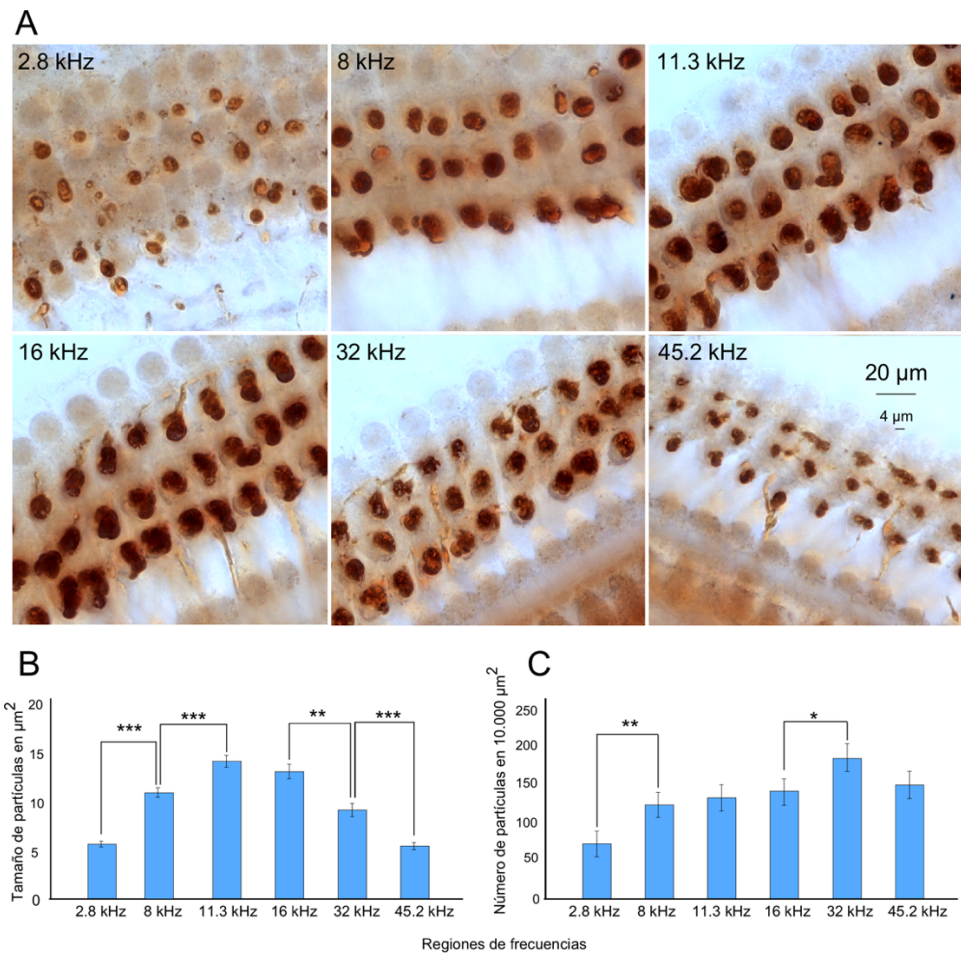 A
2.8 kHz
8 kHz
11.3 kHz
16 kHz
32 kHz
45.2 kHz
20 µm
4 µm
B
Tamaño de partículas en µm²
20
15
10
5
0
***
***
**
***
2.8 kHz
8 kHz
11.3 kHz
16 kHz
32 kHz
45.2 kHz
C
Número de partículas en 10.000 µm²
250
200
150
100
50
0
**
*
2.8 kHz
8 kHz
11.3 kHz
16 kHz
32 kHz
45.2 kHz
Regiones de frecuencias